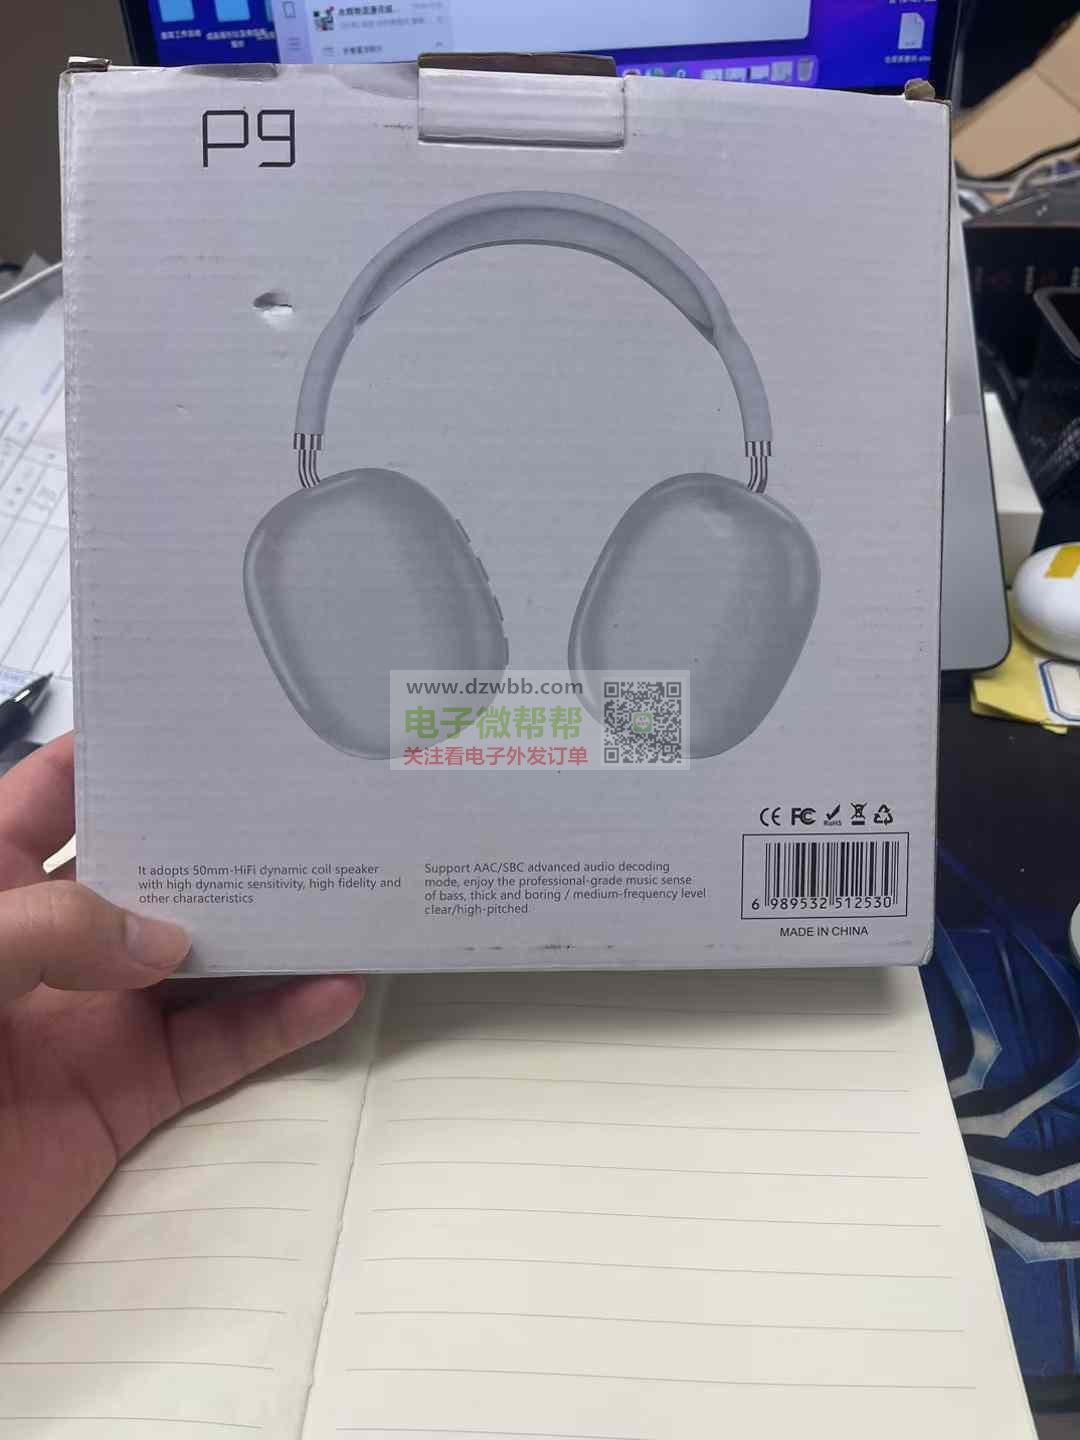 P9
www.dzwbb.com
电子微帮帮
关注看电子外发订单
CE FC RoHS
It adopts 50mm-HiFi dynamic coil speaker
with high dynamic sensitivity, high fidelity and
other characteristics
Support AAC/SBC advanced audio decoding
mode, enjoy the professional-grade music sense
of bass, thick and boring / medium-frequency level
clear/high-pitched
6 989532 512530
MADE IN CHINA